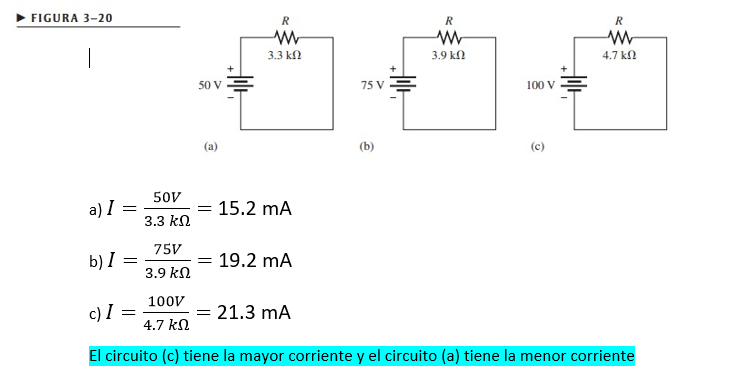 ► FIGURA 3–20
R R R
3.3 kΩ 3.9 kΩ 4.7 kΩ
+ + +
50 V 75 V 100 V
– – –
(a) (b) (c)
a) I = 50V / 3.3 kΩ = 15.2 mA
b) I = 75V / 3.9 kΩ = 19.2 mA
c) I = 100V / 4.7 kΩ = 21.3 mA
El circuito (c) tiene la mayor corriente y el circuito (a) tiene la menor corriente